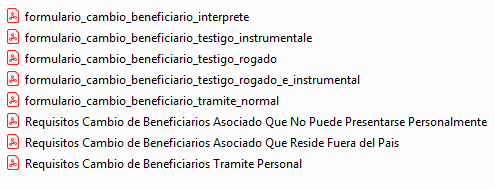 formulario_cambio_beneficiario_interprete
formulario_cambio_beneficiario_testigo_instrumentale
formulario_cambio_beneficiario_testigo_rogado
formulario_cambio_beneficiario_testigo_rogado_e_instrumental
formulario_cambio_beneficiario_tramite_normal
Requisitos Cambio de Beneficiarios Asociado Que No Puede Presentarse Personalmente
Requisitos Cambio de Beneficiarios Asociado Que Reside Fuera del Pais
Requisitos Cambio de Beneficiarios Tramite Personal